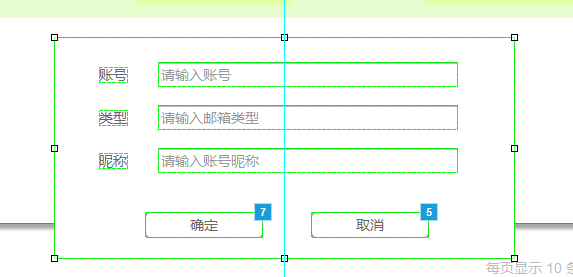 账号 请输入账号
类型 请输入邮箱类型
昵称 请输入账号昵称
7 5
确定 取消
每页显示 10 条